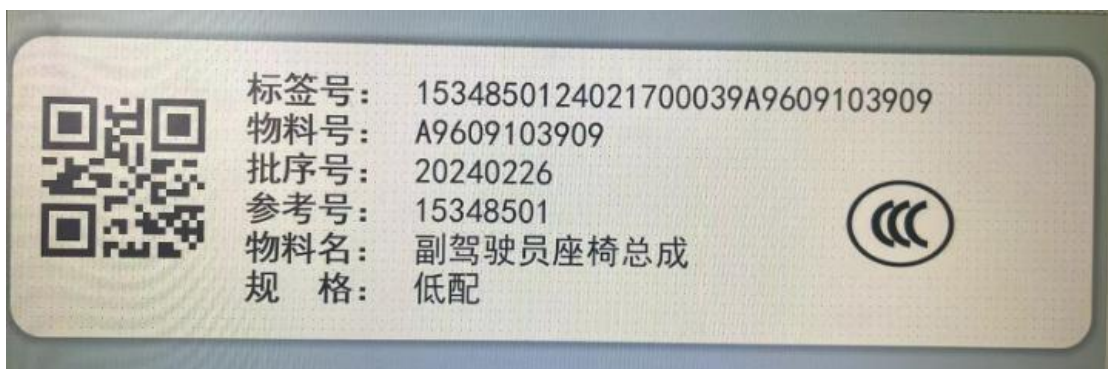 标签号： 1534850124021700039A9609103909
物料号： A9609103909
批序号： 20240226
参考号： 15348501
物料名： 副驾驶员座椅总成
规　格： 低配
CCC